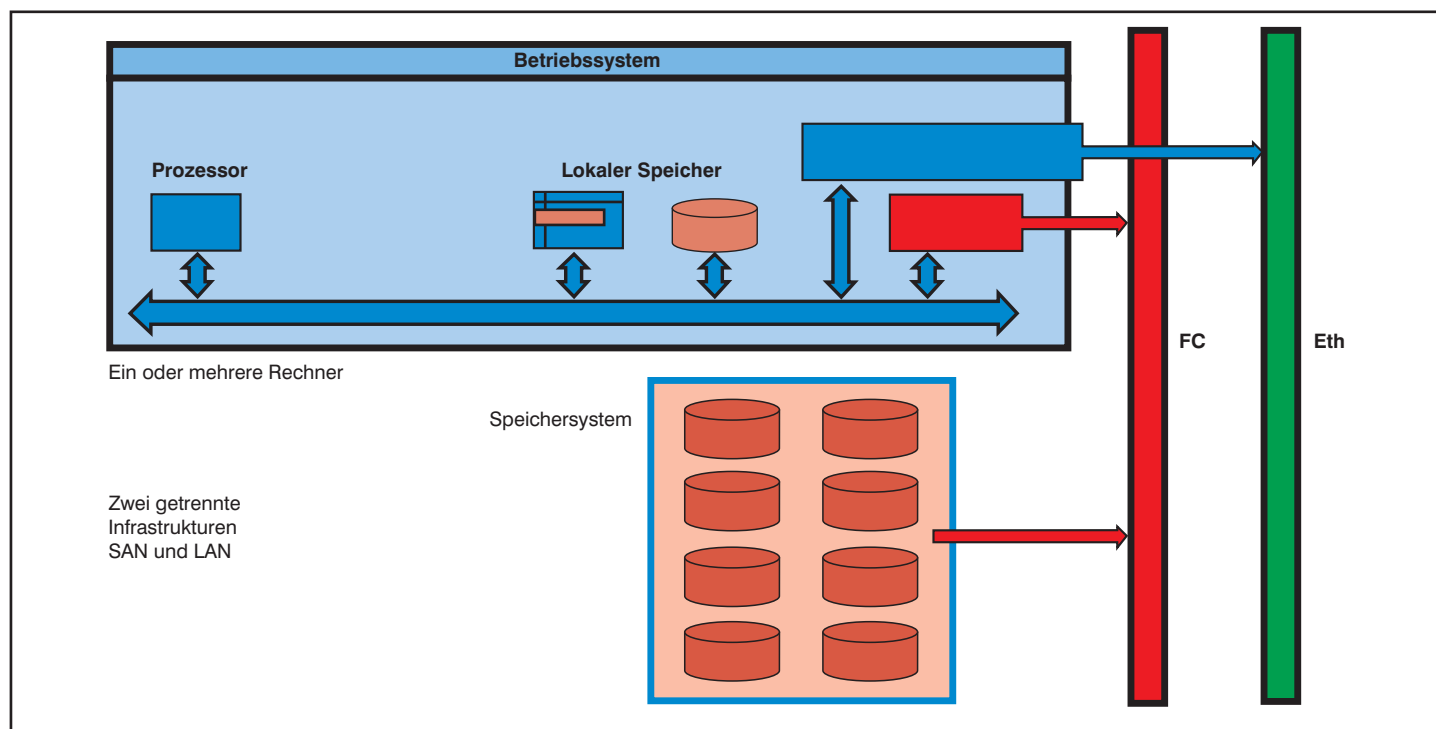 Betriebssystem
Prozessor
Lokaler Speicher
FC
Eth
Ein oder mehrere Rechner
Speichersystem
Zwei getrennte
Infrastrukturen
SAN und LAN